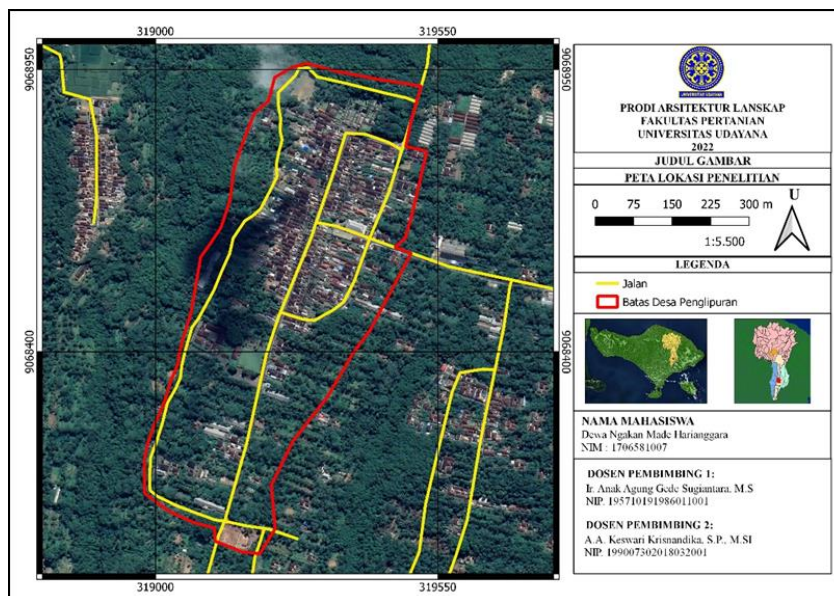 319000
319550
9068950
9068950
9068400
9068400
319000
319550
UNIVERSITAS UDAYANA
PRODI ARSITEKTUR LANSKAP
FAKULTAS PERTANIAN
UNIVERSITAS UDAYANA
2022
JUDUL GAMBAR
PETA LOKASI PENELITIAN
0 75 150 225 300 m
U
1:5.500
LEGENDA
Jalan
Batas Desa Penglipuran
NAMA MAHASISWA
Dewa Ngakan Made Harianggara
NIM : 1706581007
DOSEN PEMBIMBING 1:
Ir. Anak Agung Gede Sugiantara, M.S
NIP. 195710191986011001
DOSEN PEMBIMBING 2:
A.A. Keswari Krisnandika, S.P., M.SI
NIP. 199007302018032001